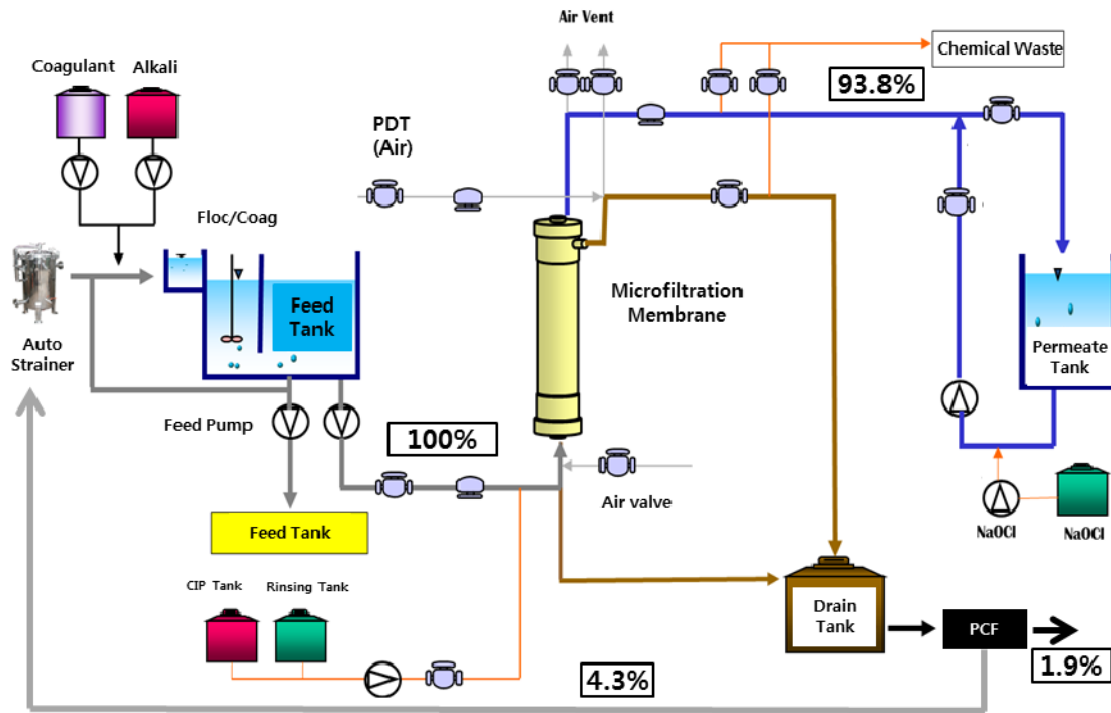 Air Vent
Coagulant
Alkali
Chemical Waste
93.8%
PDT
(Air)
Floc/Coag
Feed
Tank
Microfiltration
Membrane
Auto
Strainer
Permeate
Tank
Feed Pump
100%
Air valve
Feed Tank
NaOCl
NaOCl
CIP Tank
Rinsing Tank
Drain
Tank
PCF
1.9%
4.3%